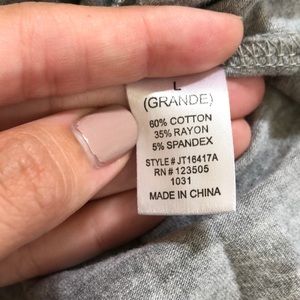 L
(GRANDE)
60% COTTON
35% RAYON
5% SPANDEX
STYLE # JT16417A
RN # 123505
1031
MADE IN CHINA